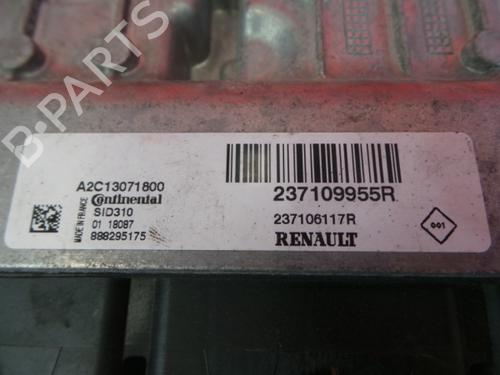 B-PARTS
A2C13071800
Continental
SID310
01 18087
888295175
MADE IN FRANCE
237109955R
237106117R
RENAULT
001